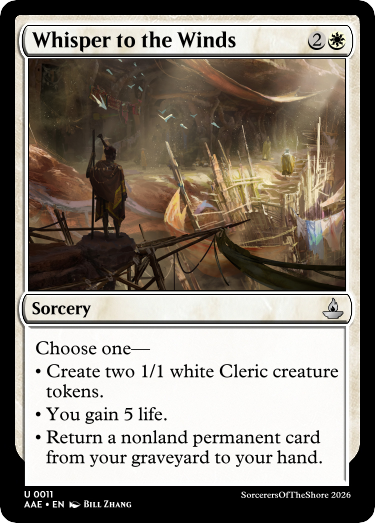 Whisper to the Winds 2
Sorcery
Choose one—
• Create two 1/1 white Cleric creature
tokens.
• You gain 5 life.
• Return a nonland permanent card
from your graveyard to your hand.
U 0011
AAE • EN Bill Zhang
SorcerersOfTheShore 2026